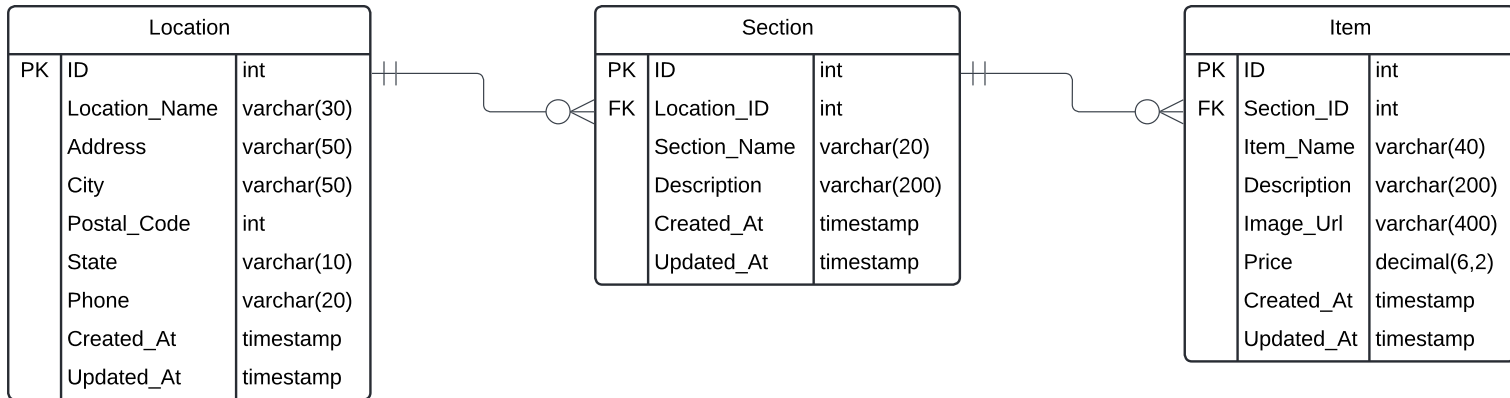 Location
PK ID int
Location_Name varchar(30)
Address varchar(50)
City varchar(50)
Postal_Code int
State varchar(10)
Phone varchar(20)
Created_At timestamp
Updated_At timestamp
Section
PK ID int
FK Location_ID int
Section_Name varchar(20)
Description varchar(200)
Created_At timestamp
Updated_At timestamp
Item
PK ID int
FK Section_ID int
Item_Name varchar(40)
Description varchar(200)
Image_Url varchar(400)
Price decimal(6,2)
Created_At timestamp
Updated_At timestamp